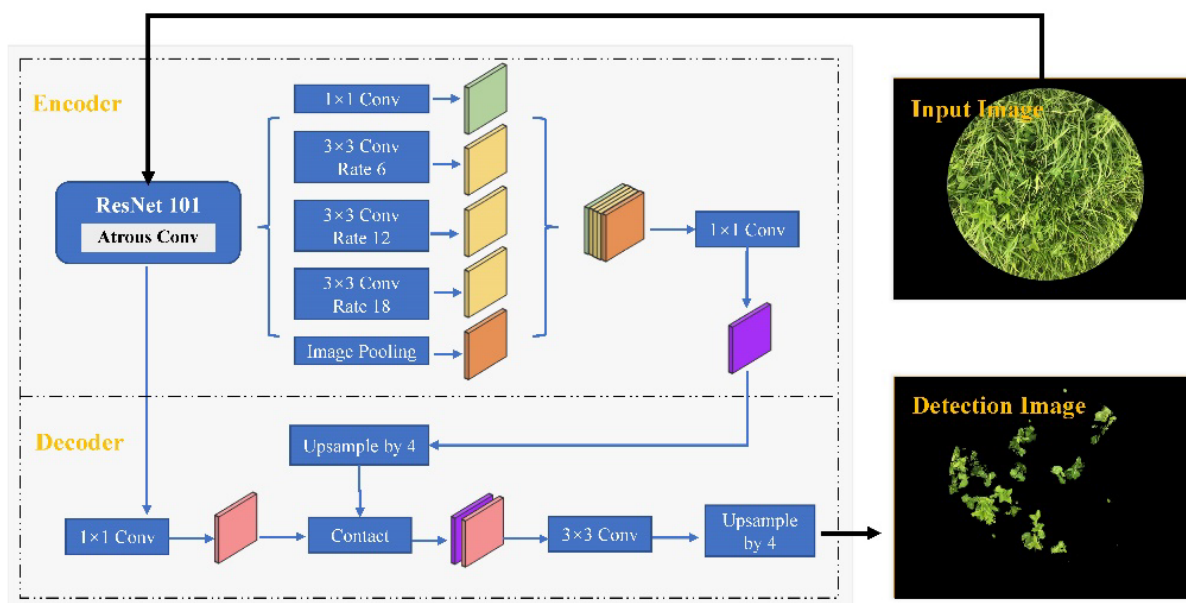 Encoder
1×1 Conv
3×3 Conv
Rate 6
3×3 Conv
Rate 12
3×3 Conv
Rate 18
Image Pooling
ResNet 101
Atrous Conv
1×1 Conv
Input Image
Decoder
Upsample by 4
1×1 Conv
Contact
3×3 Conv
Upsample
by 4
Detection Image